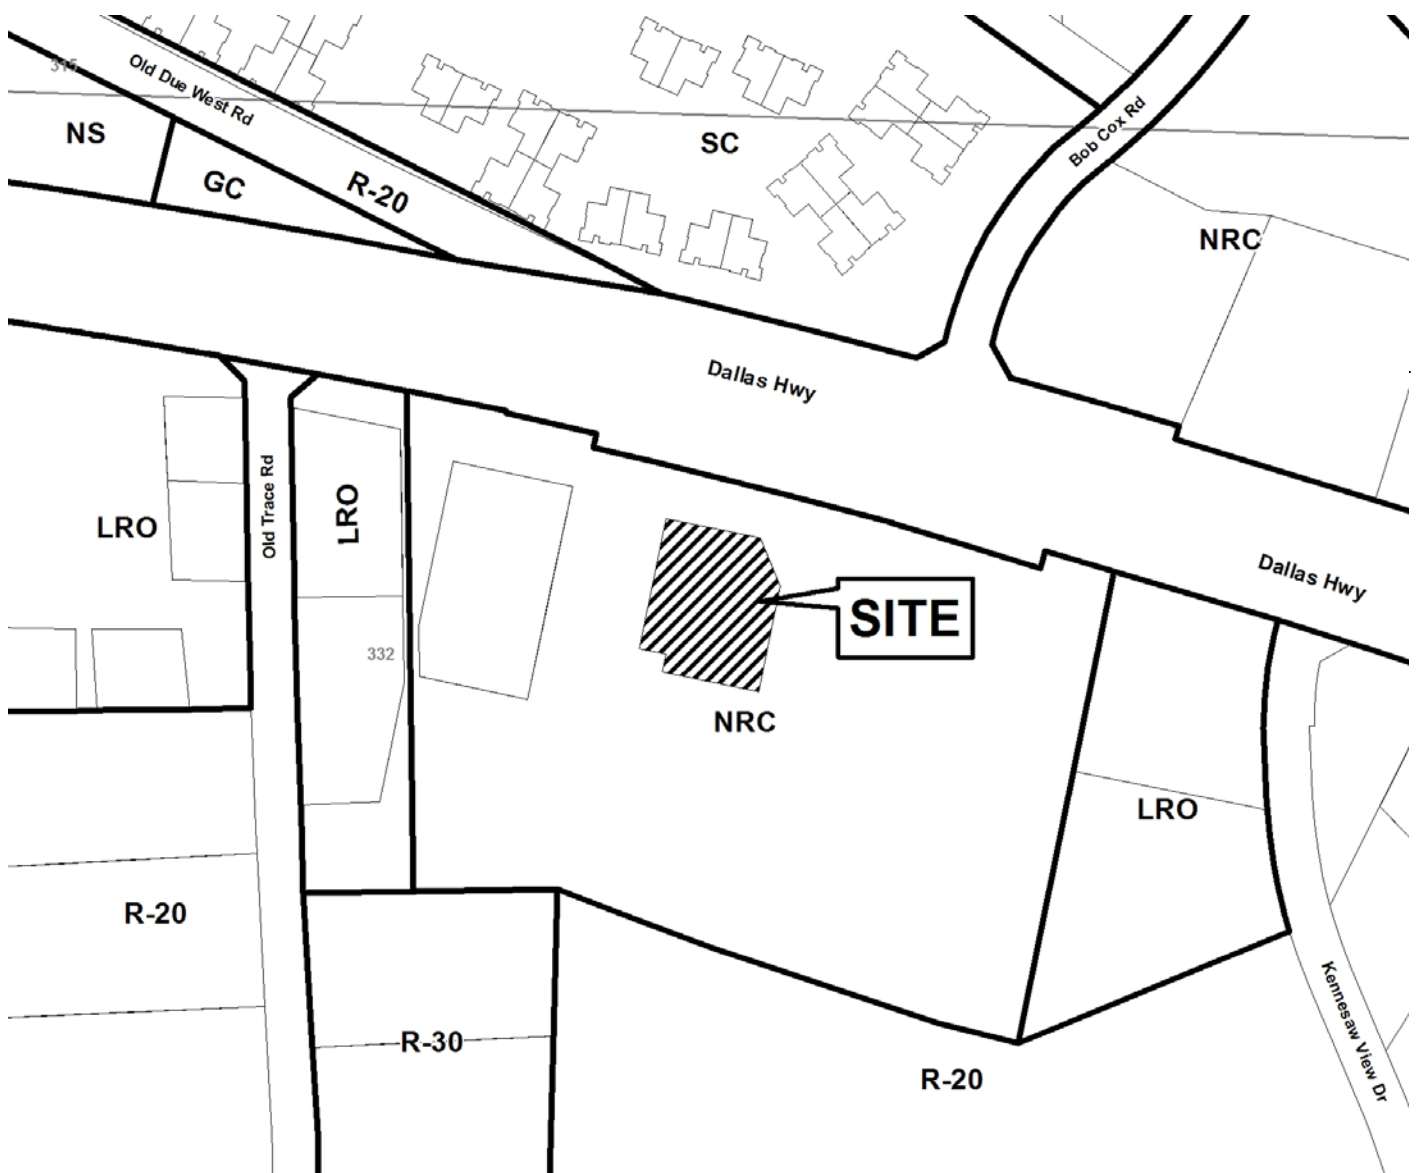 315
Old Due West Rd
NS
SC
Bob Cox Rd
GC
R-20
NRC
Dallas Hwy
Old Trace Rd
LRO
LRO
SITE
Dallas Hwy
332
NRC
LRO
R-20
Kennesaw View Dr
R-30
R-20